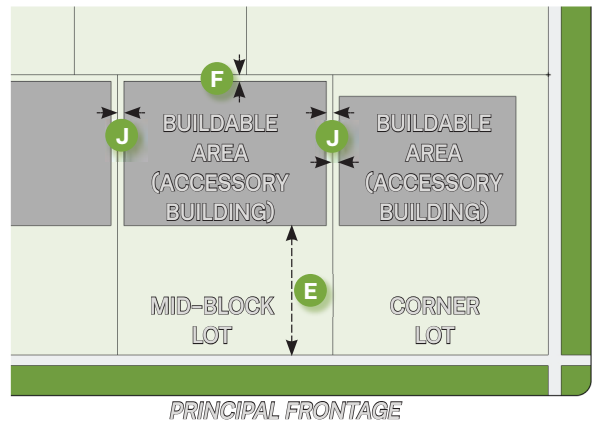 F
J
BUILDABLE
AREA
(ACCESSORY
BUILDING)
J
BUILDABLE
AREA
(ACCESSORY
BUILDING)
E
MID–BLOCK
LOT
CORNER
LOT
PRINCIPAL FRONTAGE